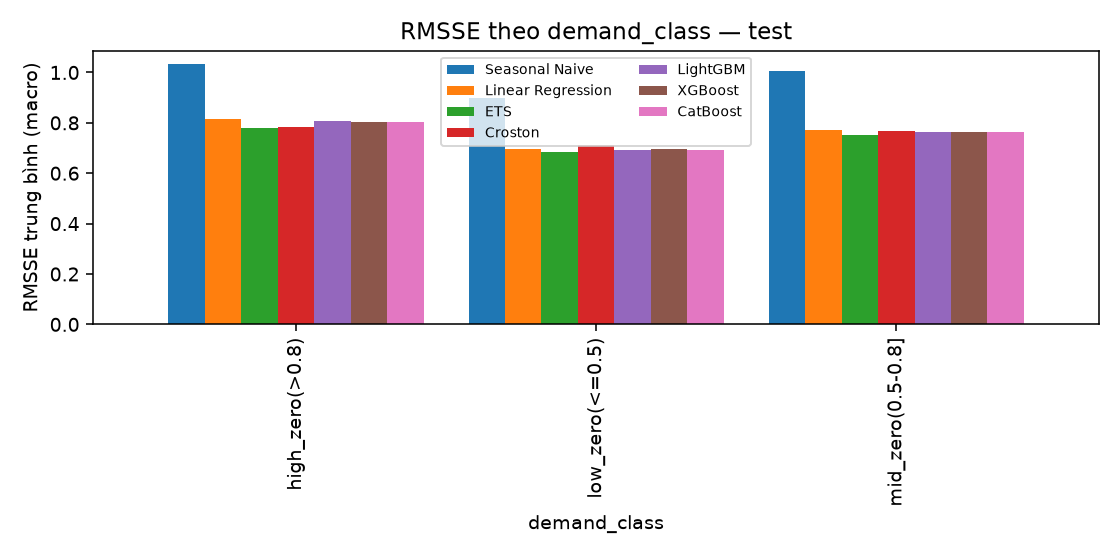 RMSSE theo demand_class — test
RMSSE trung bình (macro)
1.0
0.8
0.6
0.4
0.2
0.0
Seasonal Naive
Linear Regression
ETS
Croston
LightGBM
XGBoost
CatBoost
high_zero(>0.8)
low_zero(<=0.5)
mid_zero(0.5-0.8]
demand_class